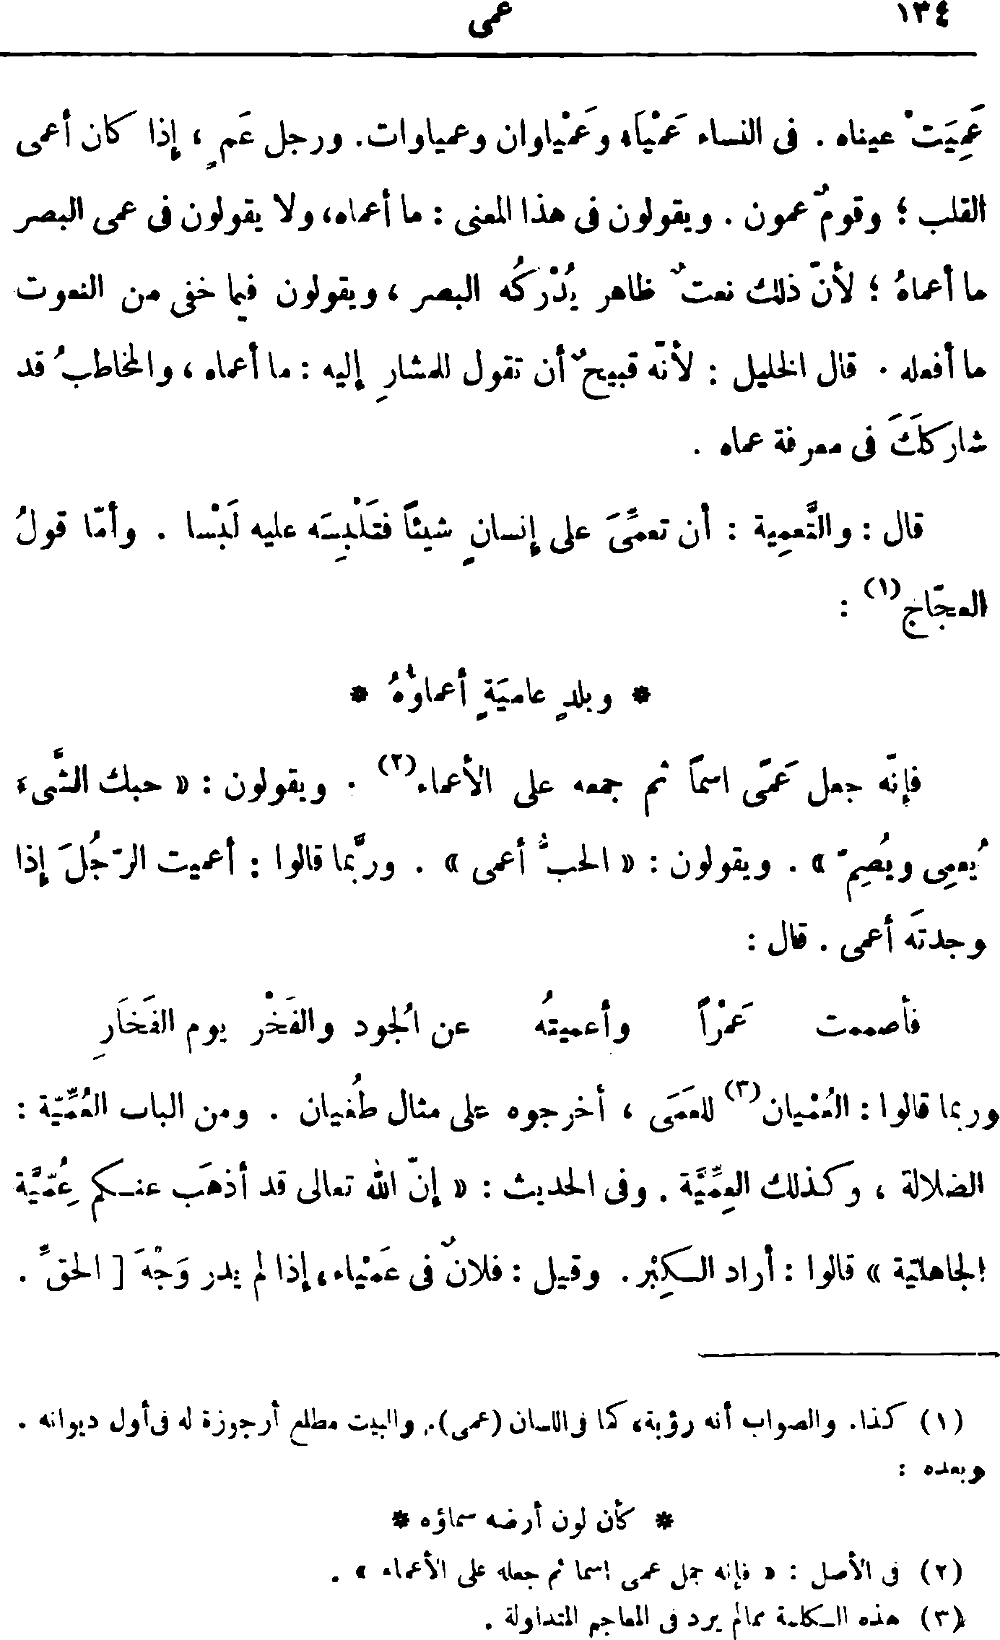 ١٣٤ عمى
عَمِيَتْ عيناه . فى النساء عَمْياء وعَمْياوان وعمياوات. ورجل عَمٍ ، إذا كان أعمى
القلب ؛ وقومٌ عمون . ويقولون فى هذا المعنى : ما أعماه، ولا يقولون فى عمى البصر
ما أعماهُ ؛ لأنّ ذلك نعتٌ ظاهر يُدْرِكُه البصر ، ويقولون فيما خفى من النعوت
ما أفعله . قال الخليل : لأنّه قبيحٌ أن تقول للمشارِ إليه : ما أعماه ، والمخاطبُ قد
شاركَكَ فى معرفة عماه .
قال : والتَّعمِية : أن تعمِّىَ على إنسانٍ شيئاً فتَلْبِسَه عليه لَبْسا . وأمّا قولُ
العجّاج(١) :
* وبلدٍ عاميَةٍ أعماؤُهُ *
فإنّه جعل عَمًى اسماً ثم جمعه على الأعماء(٢) . ويقولون : « حبك الشَّىء
يُعمِى ويُصِمّ » . ويقولون : « الحبُّ أعمى » . وربَّما قالوا : أعميت الرّجُلَ إذا
وجدتَه أعمى . قال :
فأصممت عَمْراً وأعميتُه عن الجُود والفَخْر يوم الفَخَارِ
وربما قالوا : العُمْيان(٣) للعَمَى ، أخرجوه على مثال طُغيان . ومن الباب العُمِّيّة :
الضلالة ، وكذلك العِمِّيَّة . وفى الحديث : « إنّ الله تعالى قد أذهَب عنكم عُِمّيَّة
الجاهليّة » قالوا : أراد الكِبْر . وقيل : فلانٌ فى عَمْياء، إذا لم يدر وَجْهَ [ الحقِّ .
(١) كذا. والصواب أنه رؤبة، كما فى اللسان (عمى). والبيت مطلع أرجوزة له فى أول ديوانه .
وبعده :
* كأن لون أرضه سماؤه *
(٢) فى الأصل : « فإنه جمل عمى اسما ثم جعله على الأعماء » .
(٣) هذه الكلمة ممالم يرد فى المعاجم المتداولة .